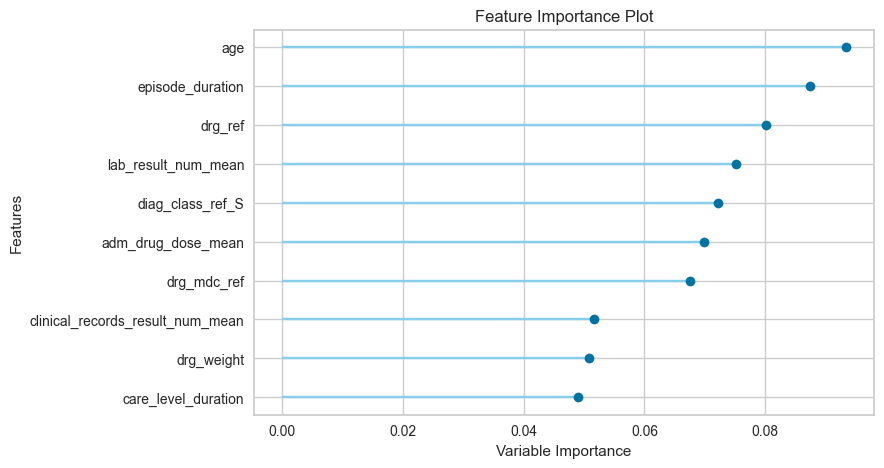 Feature Importance Plot
Features
age
episode_duration
drg_ref
lab_result_num_mean
diag_class_ref_S
adm_drug_dose_mean
drg_mdc_ref
clinical_records_result_num_mean
drg_weight
care_level_duration
0.00 0.02 0.04 0.06 0.08
Variable Importance